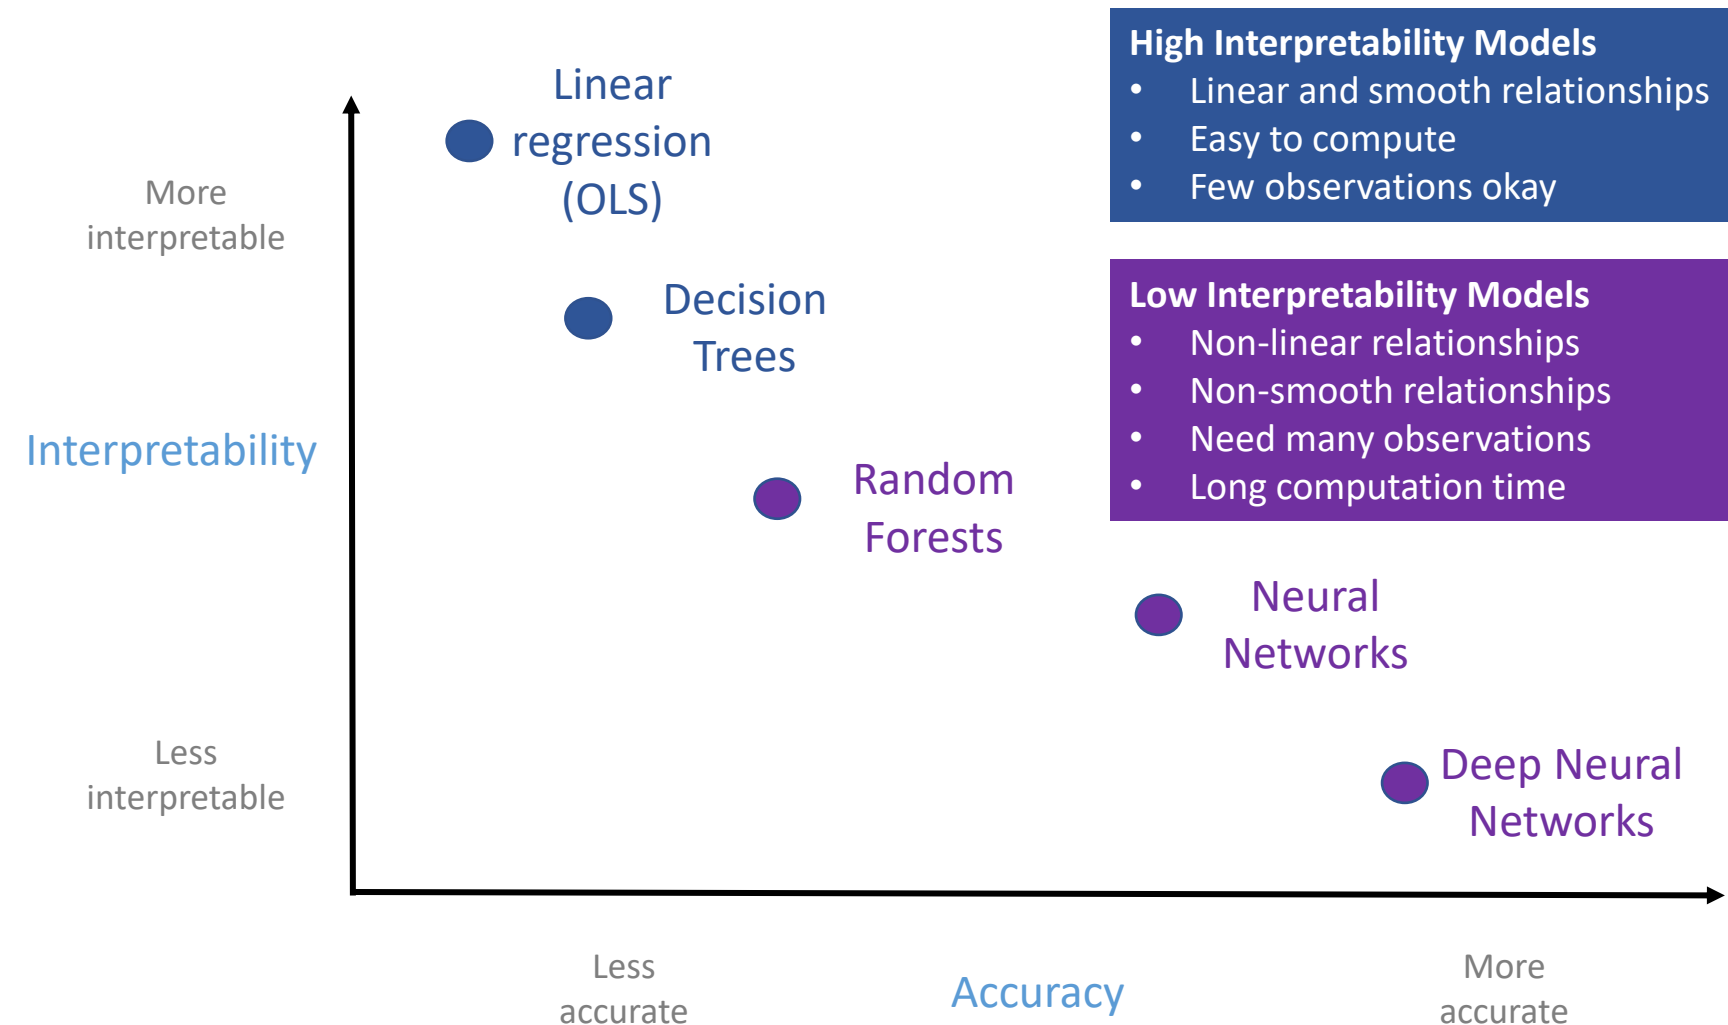 High Interpretability Models
• Linear and smooth relationships
• Easy to compute
• Few observations okay
Linear
regression
(OLS)
More
interpretable
Decision
Trees
Low Interpretability Models
• Non-linear relationships
• Non-smooth relationships
• Need many observations
• Long computation time
Interpretability
Random
Forests
Neural
Networks
Less
interpretable
Deep Neural
Networks
Less
accurate
Accuracy
More
accurate